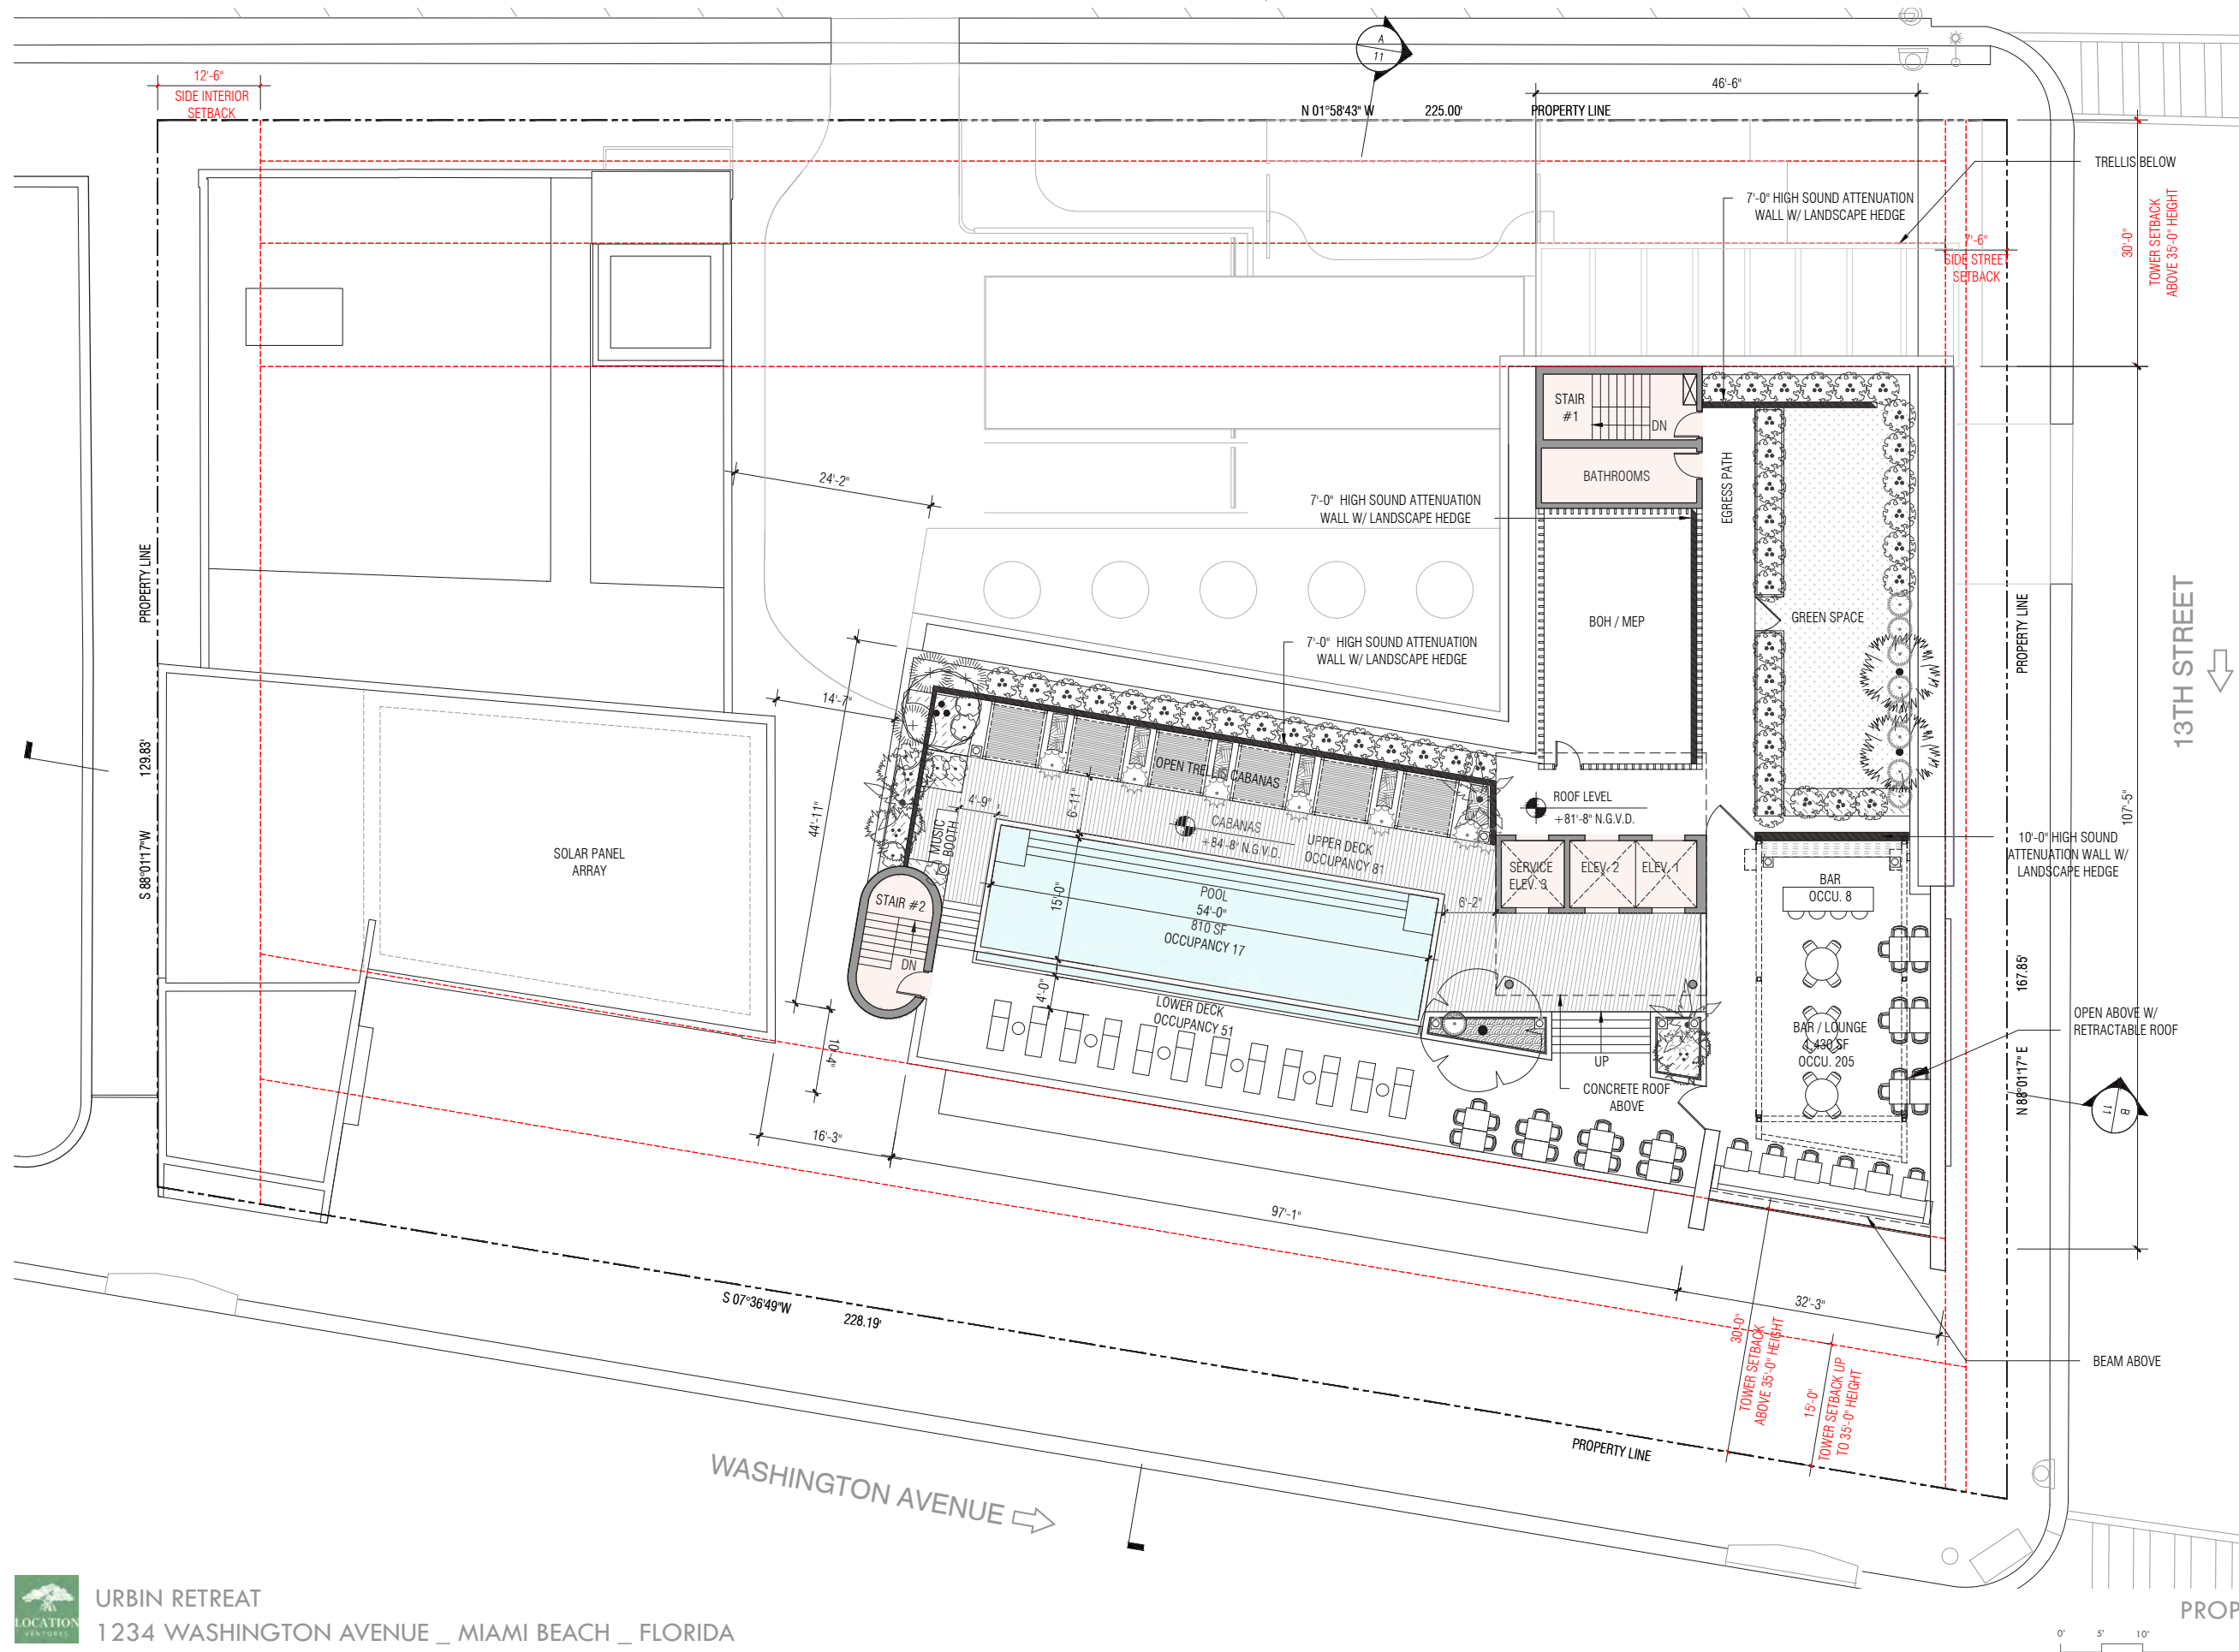 A
11
12'-6"
SIDE INTERIOR
SETBACK
46'-6"
N 01°58'43" W
225.00'
PROPERTY LINE
TRELLIS BELOW
7'-0" HIGH SOUND ATTENUATION
WALL W/ LANDSCAPE HEDGE
30'-0"
TOWER SETBACK
ABOVE 35'-0" HEIGHT
7'-6"
SIDE STREET
SETBACK
STAIR
#1
DN
BATHROOMS
EGRESS PATH
24'-2"
7'-0" HIGH SOUND ATTENUATION
WALL W/ LANDSCAPE HEDGE
PROPERTY LINE
129.83'
S 88°01'17"W
BOH / MEP
GREEN SPACE
PROPERTY LINE
13TH STREET
7'-0" HIGH SOUND ATTENUATION
WALL W/ LANDSCAPE HEDGE
14'-7"
44'-11"
OPEN TRELLIS CABANAS
4'-9"
6'-11"
MUSIC
BOOTH
CABANAS
+84'-8" N.G.V.D.
UPPER DECK
OCCUPANCY 81
ROOF LEVEL
+81'-8" N.G.V.D.
107'-5"
10'-0" HIGH SOUND
ATTENUATION WALL W/
LANDSCAPE HEDGE
SOLAR PANEL
ARRAY
SERVICE
ELEV. 3
ELEV. 2
ELEV. 1
BAR
OCCU. 8
STAIR #2
DN
15'-0"
POOL
54'-0"
810 SF
OCCUPANCY 17
6'-2"
167.85'
N 88°01'17" E
4'-0"
LOWER DECK
OCCUPANCY 51
10'-4"
UP
CONCRETE ROOF
ABOVE
BAR / LOUNGE
1,430 SF
OCCU. 205
OPEN ABOVE W/
RETRACTABLE ROOF
B
11
16'-3"
97'-1"
32'-3"
S 07°36'49"W
228.19'
30'-0"
TOWER SETBACK
ABOVE 35'-0" HEIGHT
15'-0"
TOWER SETBACK UP
TO 35'-0" HEIGHT
BEAM ABOVE
PROPERTY LINE
WASHINGTON AVENUE
LOCATION
VENTURES
URBIN RETREAT
1234 WASHINGTON AVENUE _ MIAMI BEACH _ FLORIDA
PROP
0' 5' 10'